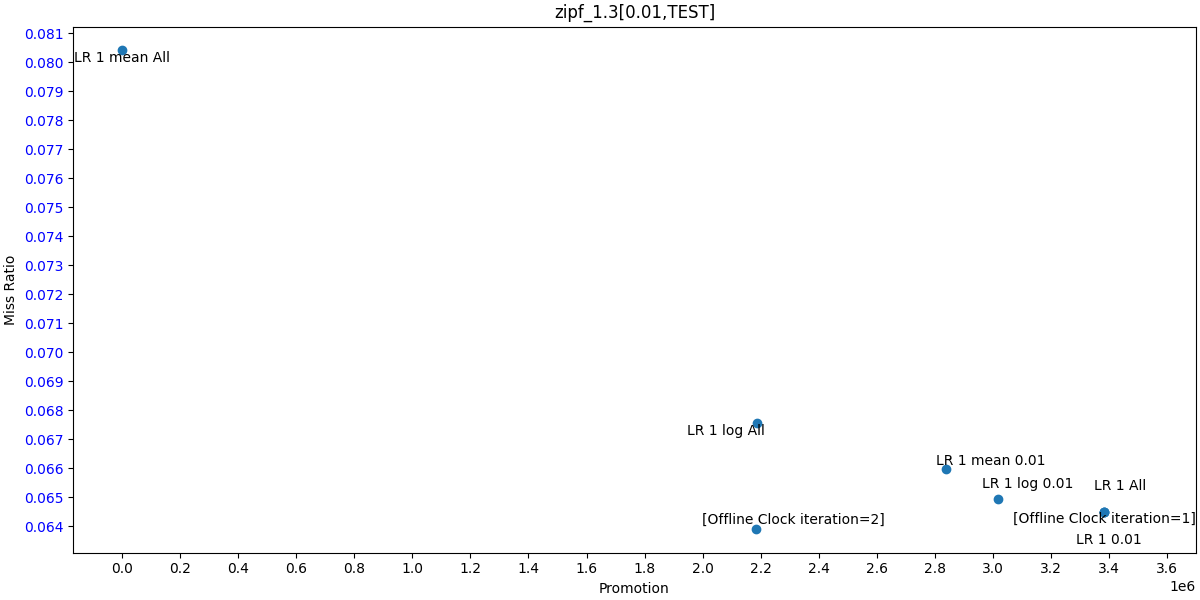 zipf_1.3[0.01,TEST]
0.081
0.080
0.079
0.078
0.077
0.076
0.075
0.074
0.073
0.072
0.071
0.070
0.069
0.068
0.067
0.066
0.065
0.064
Miss Ratio
LR 1 mean All
LR 1 log All
LR 1 mean 0.01
LR 1 log 0.01
LR 1 All
[Offline Clock iteration=2]
[Offline Clock iteration=1]
LR 1 0.01
0.0 0.2 0.4 0.6 0.8 1.0 1.2 1.4 1.6 1.8 2.0 2.2 2.4 2.6 2.8 3.0 3.2 3.4 3.6
1e6
Promotion